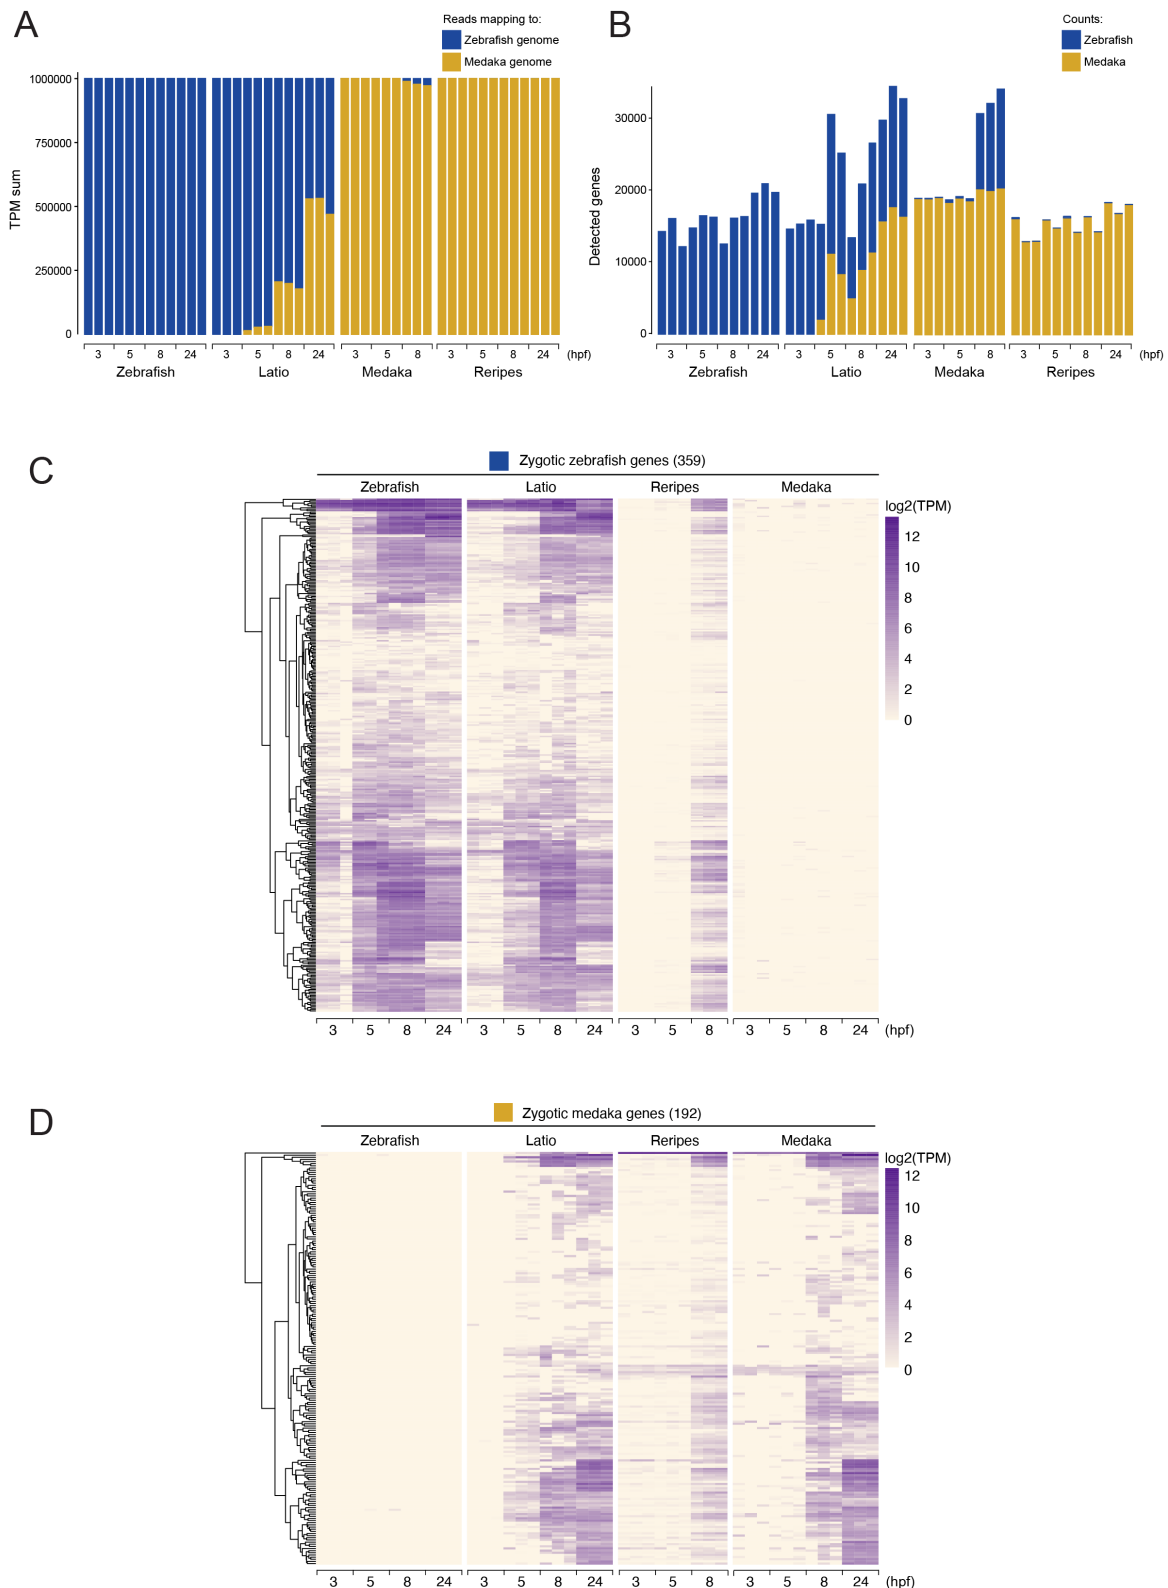 A
Reads mapping to:
Zebrafish genome
Medaka genome
TPM sum
1000000
750000
500000
250000
0
3 5 8 24 3 5 8 24 3 5 8 3 5 8 24 (hpf)
Zebrafish Latio Medaka Reripes
B
Counts:
Zebrafish
Medaka
Detected genes
30000
20000
10000
0
3 5 8 24 3 5 8 24 3 5 8 3 5 8 24 (hpf)
Zebrafish Latio Medaka Reripes
C
Zygotic zebrafish genes (359)
Zebrafish Latio Reripes Medaka
log2(TPM)
12
10
8
6
4
2
0
3 5 8 24 3 5 8 24 3 5 8 3 5 8 24 (hpf)
D
Zygotic medaka genes (192)
Zebrafish Latio Reripes Medaka
log2(TPM)
12
10
8
6
4
2
0
3 5 8 24 3 5 8 24 3 5 8 3 5 8 24 (hpf)